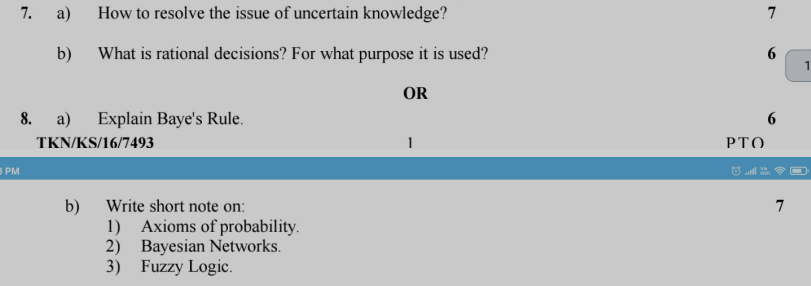 7. a) How to resolve the issue of uncertain knowledge? 7
b) What is rational decisions? For what purpose it is used? 6
1
OR
8. a) Explain Baye's Rule. 6
TKN/KS/16/7493 1 PTO
PM
b) Write short note on: 7
1) Axioms of probability.
2) Bayesian Networks.
3) Fuzzy Logic.